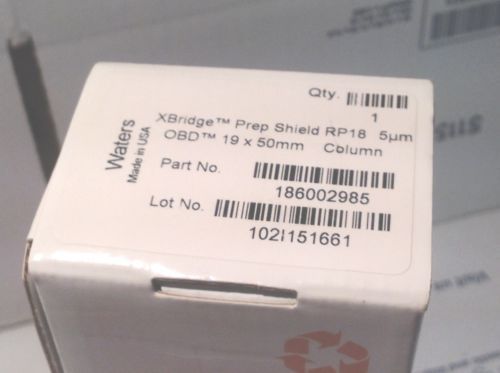 Qty.
1
XBridge™ Prep Shield RP18 5µm
OBD™ 19 x 50mm Column
Waters
Made in USA
Part No.
186002985
Lot No.
102I151661